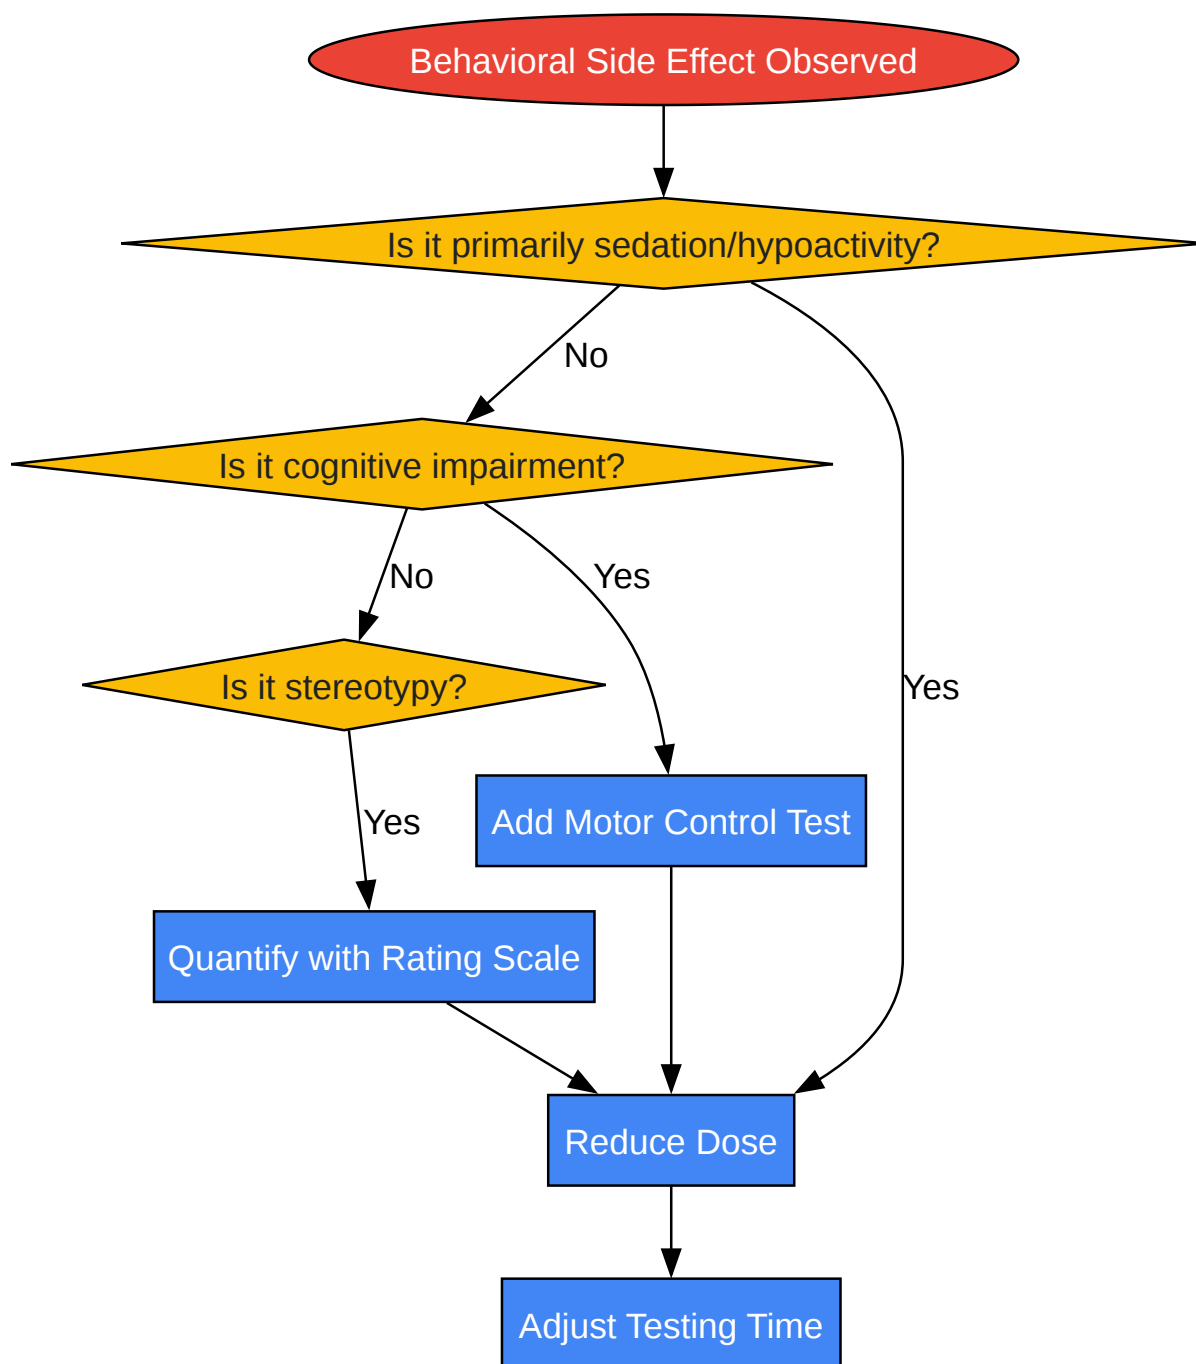 Behavioral Side Effect Observed
Is it primarily sedation/hypoactivity?
No
Is it cognitive impairment?
No
Yes
Is it stereotypy?
Yes
Yes
Add Motor Control Test
Quantify with Rating Scale
Reduce Dose
Adjust Testing Time